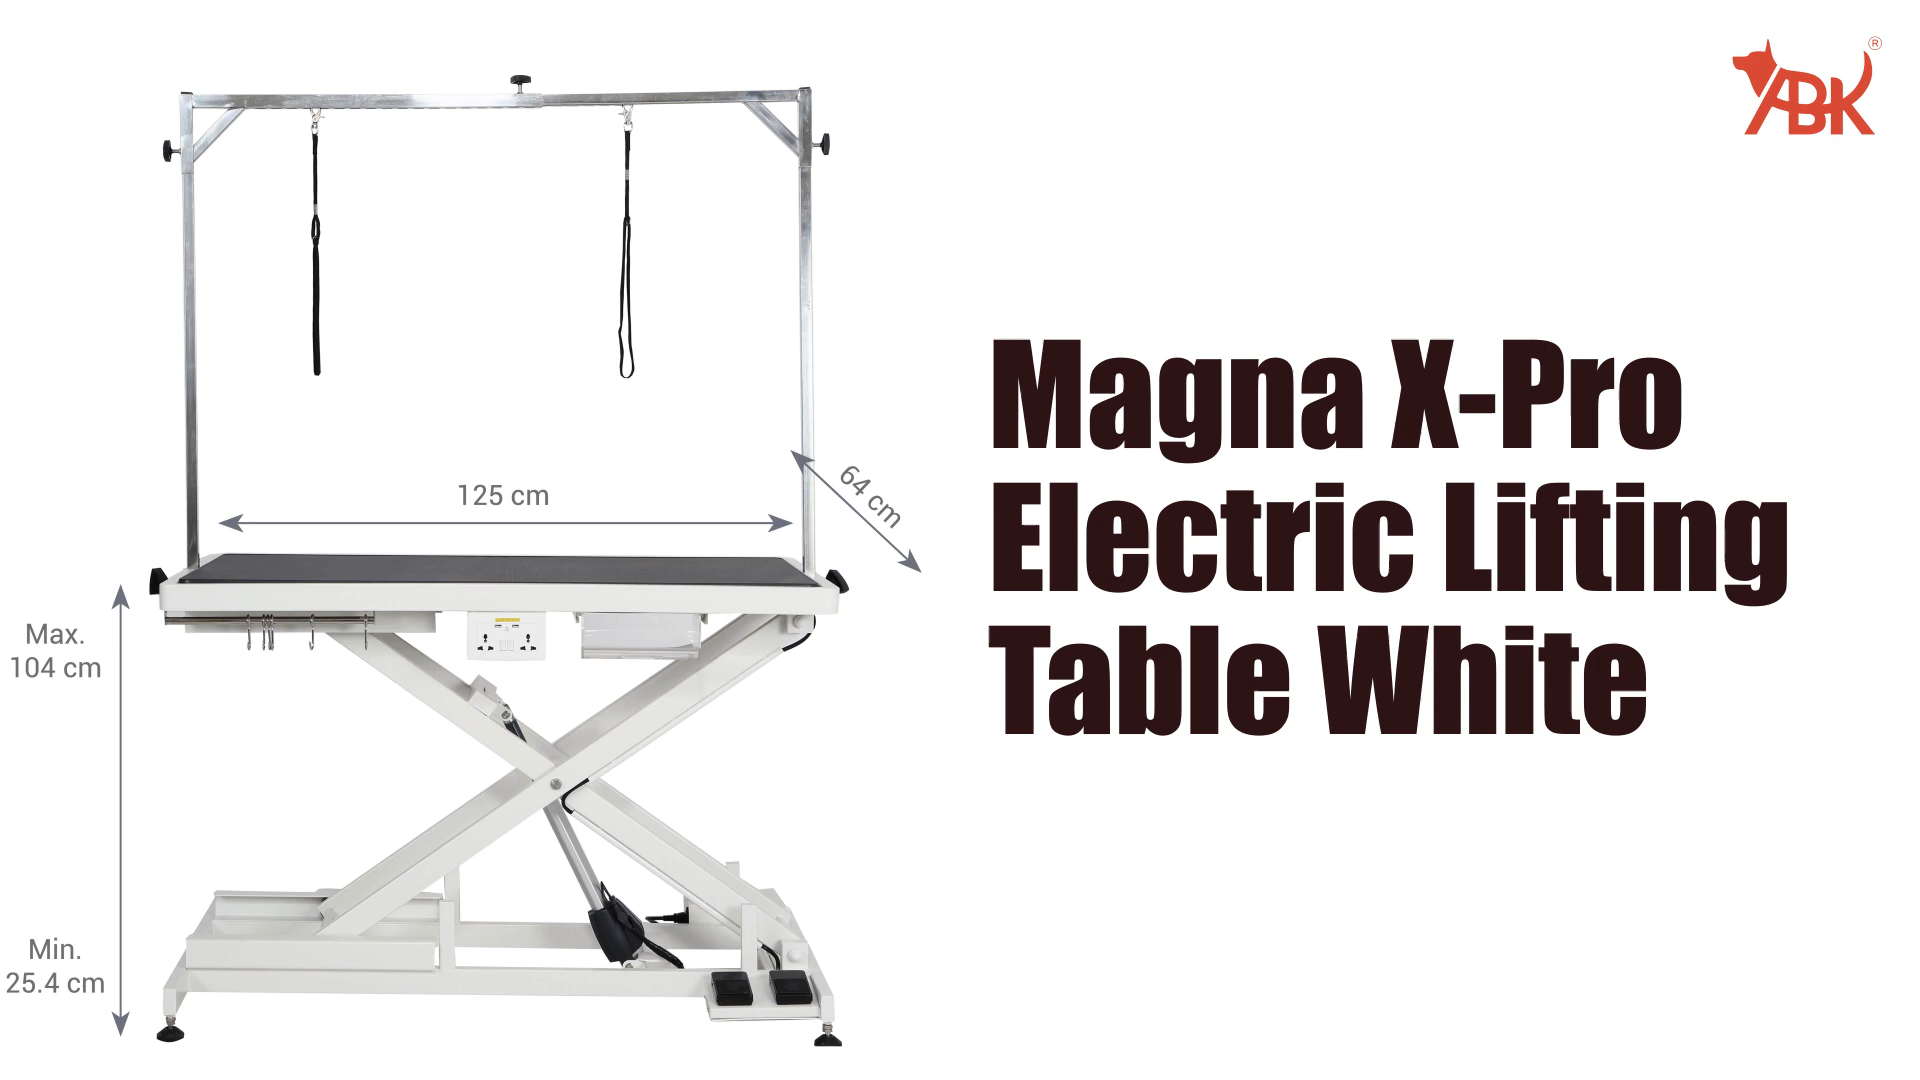 ABK®
125 cm
64 cm
Max.
104 cm
Min.
25.4 cm
Magna X-Pro
Electric Lifting
Table White